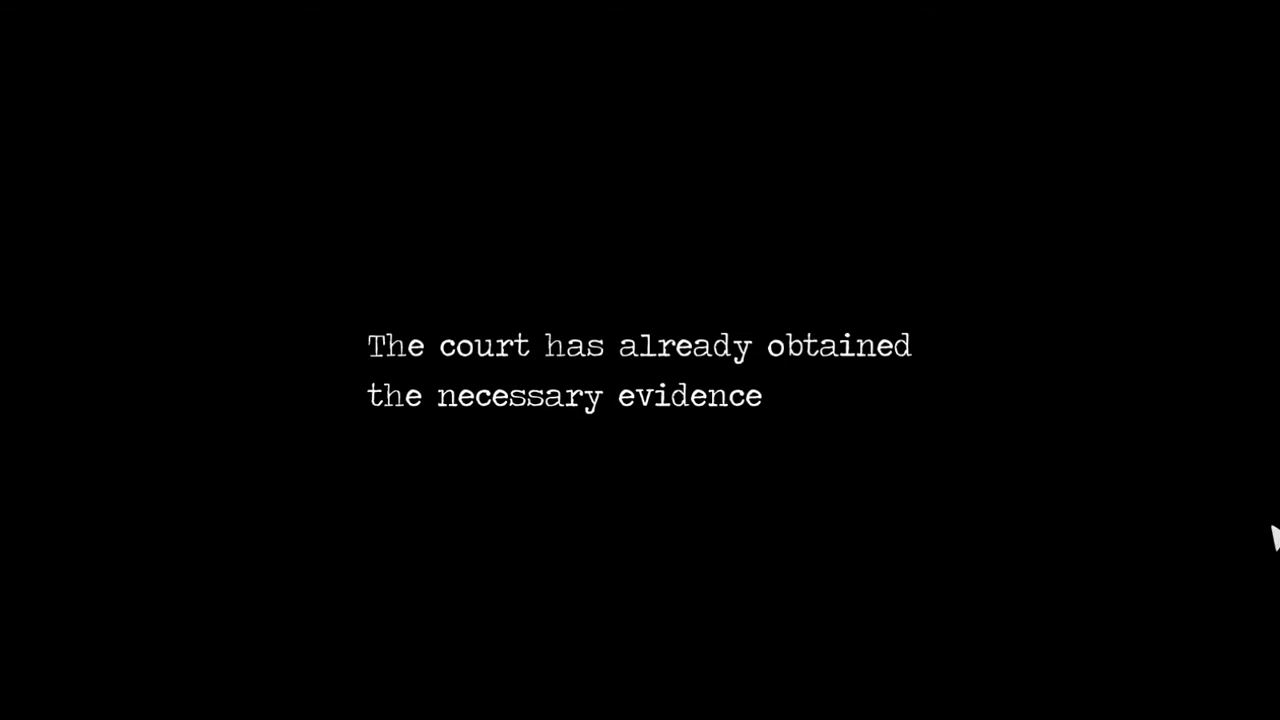 The court has already obtained
the necessary evidence